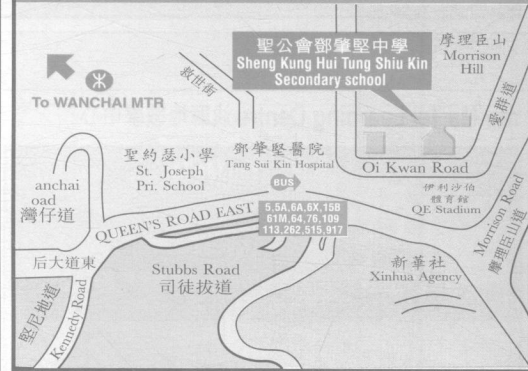 聖公會鄧肇堅中學
Sheng Kung Hui Tung Shiu Kin
Secondary school
摩理臣山
Morrison
Hill
愛群道
救世街
To WANCHAI MTR
聖約瑟小學
St. Joseph
Pri. School
鄧肇堅醫院
Tang Sui Kin Hospital
BUS
Oi Kwan Road
伊利沙伯
體育館
QE Stadium
anchai
oad
灣仔道
QUEEN'S ROAD EAST
5,5A,6A,6X,15B
61M,64,76,109
113,262,515,917
Morrison Road
摩理臣山道
后大道東
Stubbs Road
司徒拔道
新華社
Xinhua Agency
堅尼地道
Kennedy Road